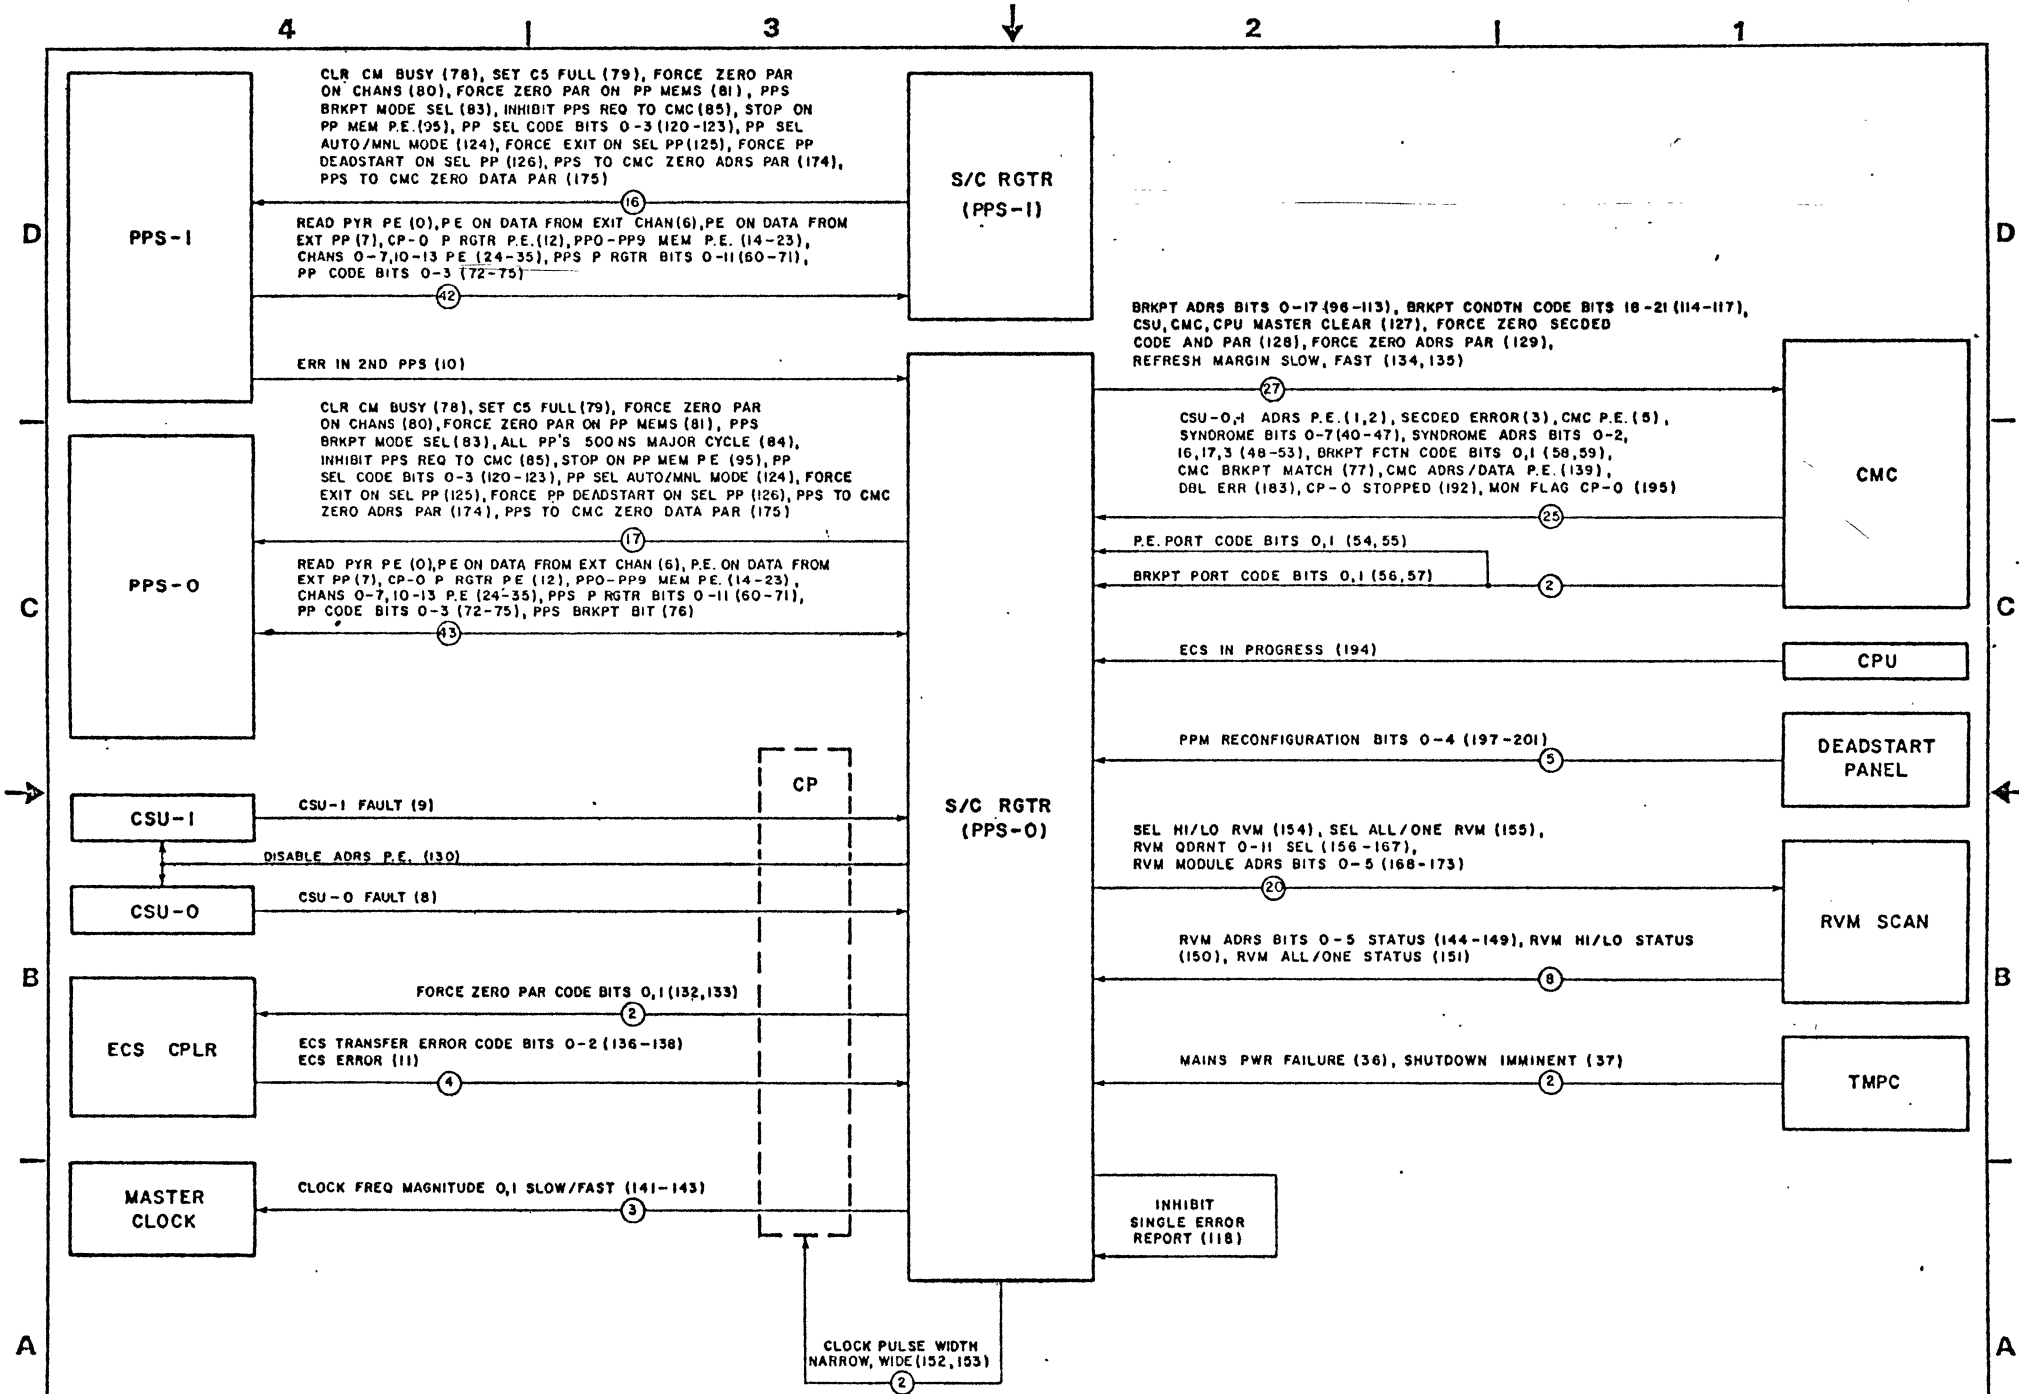 4 3 2 1
CLR CM BUSY (78), SET C5 FULL (79), FORCE ZERO PAR
ON CHANS (80), FORCE ZERO PAR ON PP MEMS (81), PPS
BRKPT MODE SEL (83), INHIBIT PPS REQ TO CMC (85), STOP ON
PP MEM P.E. (95), PP SEL CODE BITS 0-3 (120-123), PP SEL
AUTO/MNL MODE (124), FORCE EXIT ON SEL PP (125), FORCE PP
DEADSTART ON SEL PP (126), PPS TO CMC ZERO ADRS PAR (174),
PPS TO CMC ZERO DATA PAR (175)
16
S/C RGTR
(PPS-1)
D
PPS-1
READ PYR PE (0), PE ON DATA FROM EXIT CHAN (6), PE ON DATA FROM
EXT PP (7), CP-0 P RGTR P.E. (12), PPO-PP9 MEM P.E. (14-23),
CHANS 0-7,10-13 PE (24-35), PPS P RGTR BITS 0-11 (60-71),
PP CODE BITS 0-3 (72-75)
42
D
ERR IN 2ND PPS (10)
BRKPT ADRS BITS 0-17 (96-113), BRKPT CONDTN CODE BITS 18-21 (114-117),
CSU, CMC, CPU MASTER CLEAR (127), FORCE ZERO SECDED
CODE AND PAR (128), FORCE ZERO ADRS PAR (129),
REFRESH MARGIN SLOW, FAST (134,135)
27
CLR CM BUSY (78), SET C5 FULL (79), FORCE ZERO PAR
ON CHANS (80), FORCE ZERO PAR ON PP MEMS (81), PPS
BRKPT MODE SEL (83), ALL PP'S 500 NS MAJOR CYCLE (84),
INHIBIT PPS REQ TO CMC (85), STOP ON PP MEM PE (95), PP
SEL CODE BITS 0-3 (120-123), PP SEL AUTO/MNL MODE (124), FORCE
EXIT ON SEL PP (125), FORCE PP DEADSTART ON SEL PP (126), PPS TO CMC
ZERO ADRS PAR (174), PPS TO CMC ZERO DATA PAR (175)
17
CSU-0,-1 ADRS P.E. (1,2), SECDED ERROR (3), CMC P.E. (5),
SYNDROME BITS 0-7 (40-47), SYNDROME ADRS BITS 0-2,
16,17,3 (48-53), BRKPT FCTN CODE BITS 0,1 (58,59),
CMC BRKPT MATCH (77), CMC ADRS/DATA P.E. (139),
DBL ERR (183), CP-0 STOPPED (192), MON FLAG CP-0 (195)
25
CMC
P.E. PORT CODE BITS 0,1 (54,55)
BRKPT PORT CODE BITS 0,1 (56,57)
2
C
PPS-0
READ PYR PE (0), PE ON DATA FROM EXT CHAN (6), P.E. ON DATA FROM
EXT PP (7), CP-0 P RGTR PE (12), PPO-PP9 MEM PE. (14-23),
CHANS 0-7,10-13 P.E (24-35), PPS P RGTR BITS 0-11 (60-71),
PP CODE BITS 0-3 (72-75), PPS BRKPT BIT (76)
43
C
ECS IN PROGRESS (194)
CPU
PPM RECONFIGURATION BITS 0-4 (197-201)
5
DEADSTART
PANEL
CP
S/C RGTR
(PPS-0)
CSU-1
CSU-1 FAULT (9)
DISABLE ADRS P.E. (130)
CSU-0
CSU-0 FAULT (8)
SEL HI/LO RVM (154), SEL ALL/ONE RVM (155),
RVM QDRNT 0-11 SEL (156-167),
RVM MODULE ADRS BITS 0-5 (168-173)
20
RVM SCAN
RVM ADRS BITS 0-5 STATUS (144-149), RVM HI/LO STATUS
(150), RVM ALL/ONE STATUS (151)
8
B
B
FORCE ZERO PAR CODE BITS 0,1 (132,133)
2
ECS CPLR
ECS TRANSFER ERROR CODE BITS 0-2 (136-138)
ECS ERROR (11)
4
MAINS PWR FAILURE (36), SHUTDOWN IMMINENT (37)
2
TMPC
MASTER
CLOCK
CLOCK FREQ MAGNITUDE 0,1 SLOW/FAST (141-143)
3
INHIBIT
SINGLE ERROR
REPORT (118)
A
CLOCK PULSE WIDTH
NARROW, WIDE (152,153)
2
A